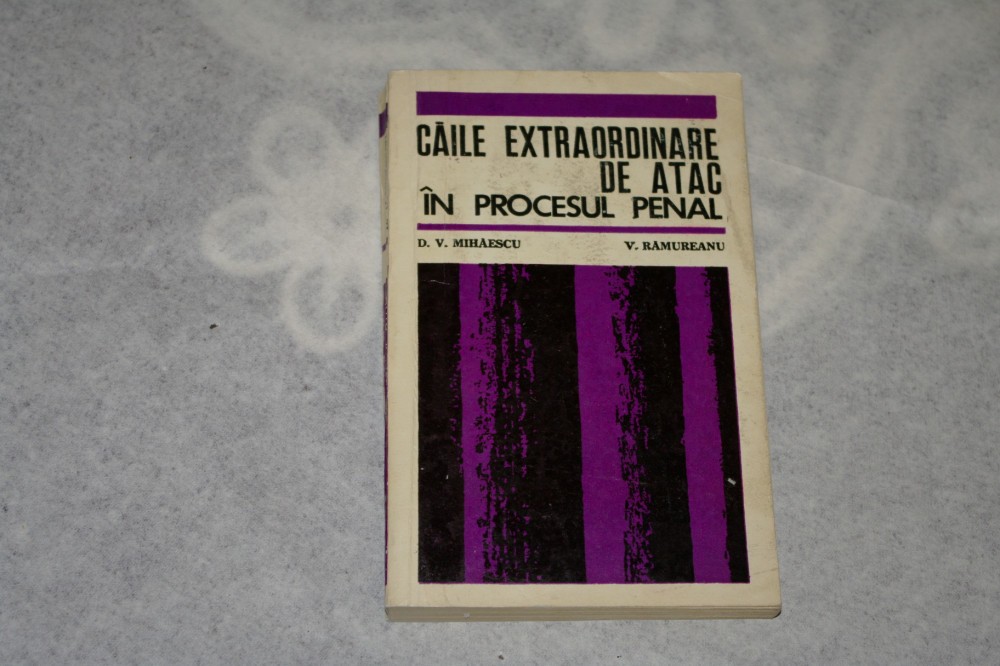 CĂILE EXTRAORDINARE
DE ATAC
ÎN PROCESUL PENAL
D. V. MIHĂESCU V. RĂMUREANU